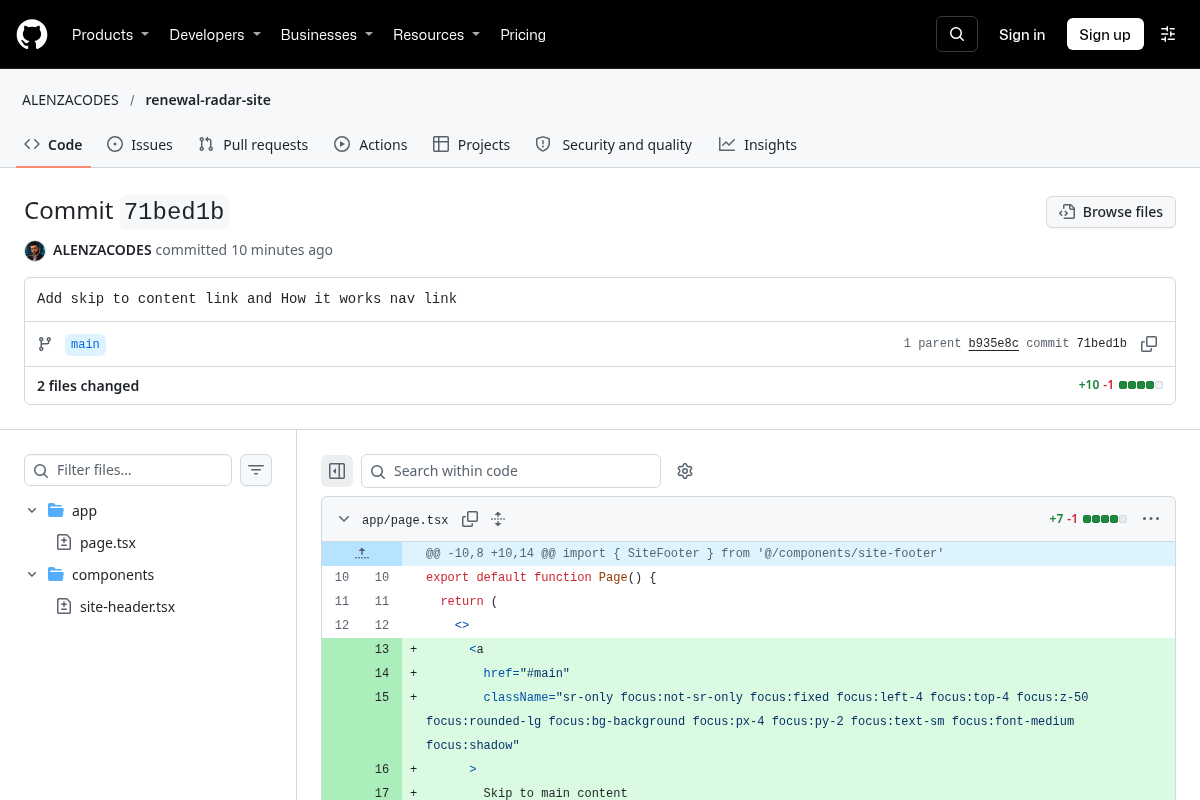 Products Developers Businesses Resources Pricing Sign in Sign up
ALENZACODES / renewal-radar-site
Code Issues Pull requests Actions Projects Security and quality Insights
Commit 71bed1b
Browse files
ALENZACODES committed 10 minutes ago
Add skip to content link and How it works nav link
main 1 parent b935e8c commit 71bed1b
2 files changed +10 -1
Filter files...
app
page.tsx
components
site-header.tsx
Search within code
app/page.tsx +7 -1
@@ -10,8 +10,14 @@ import { SiteFooter } from '@/components/site-footer'
10 10 export default function Page() {
11 11 return (
12 12 <>
13 + <a
14 + href="#main"
15 + className="sr-only focus:not-sr-only focus:fixed focus:left-4 focus:top-4 focus:z-50
focus:rounded-lg focus:bg-background focus:px-4 focus:py-2 focus:text-sm focus:font-medium
focus:shadow"
16 + >
17 + Skip to main content